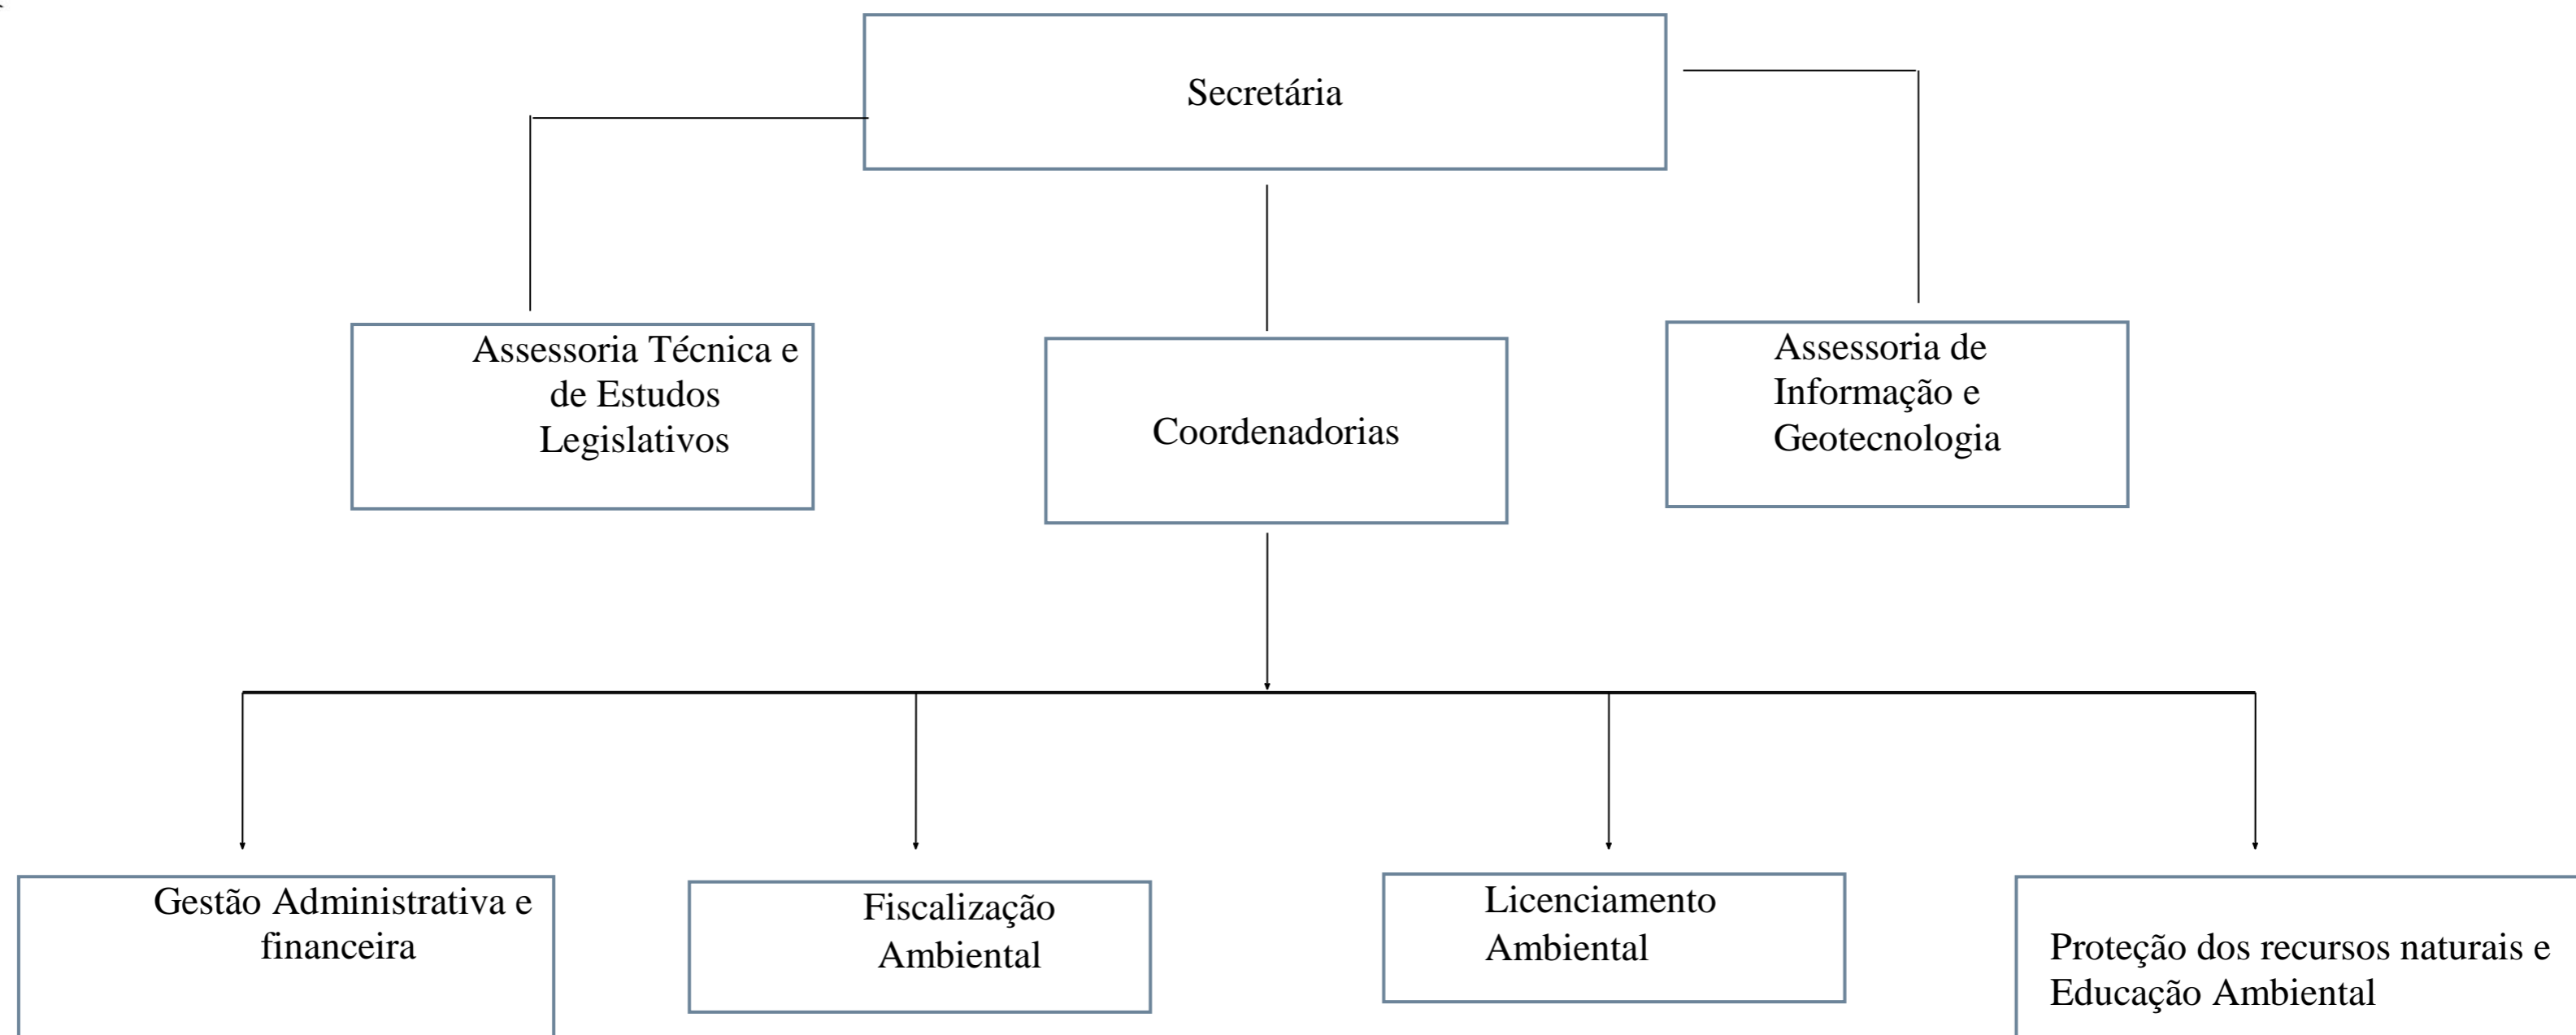 Secretária
Assessoria Técnica e
de Estudos
Legislativos
Coordenadorias
Assessoria de
Informação e
Geotecnologia
Gestão Administrativa e
financeira
Fiscalização
Ambiental
Licenciamento
Ambiental
Proteção dos recursos naturais e
Educação Ambiental